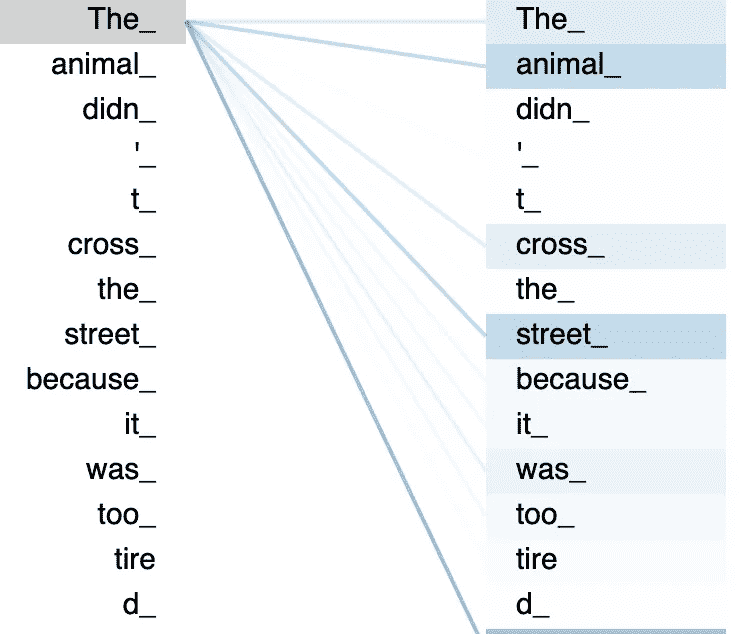 The_ The_
animal_ animal_
didn_ didn_
'_ '_
t_ t_
cross_ cross_
the_ the_
street_ street_
because_ because_
it_ it_
was_ was_
too_ too_
tire tire
d_ d_